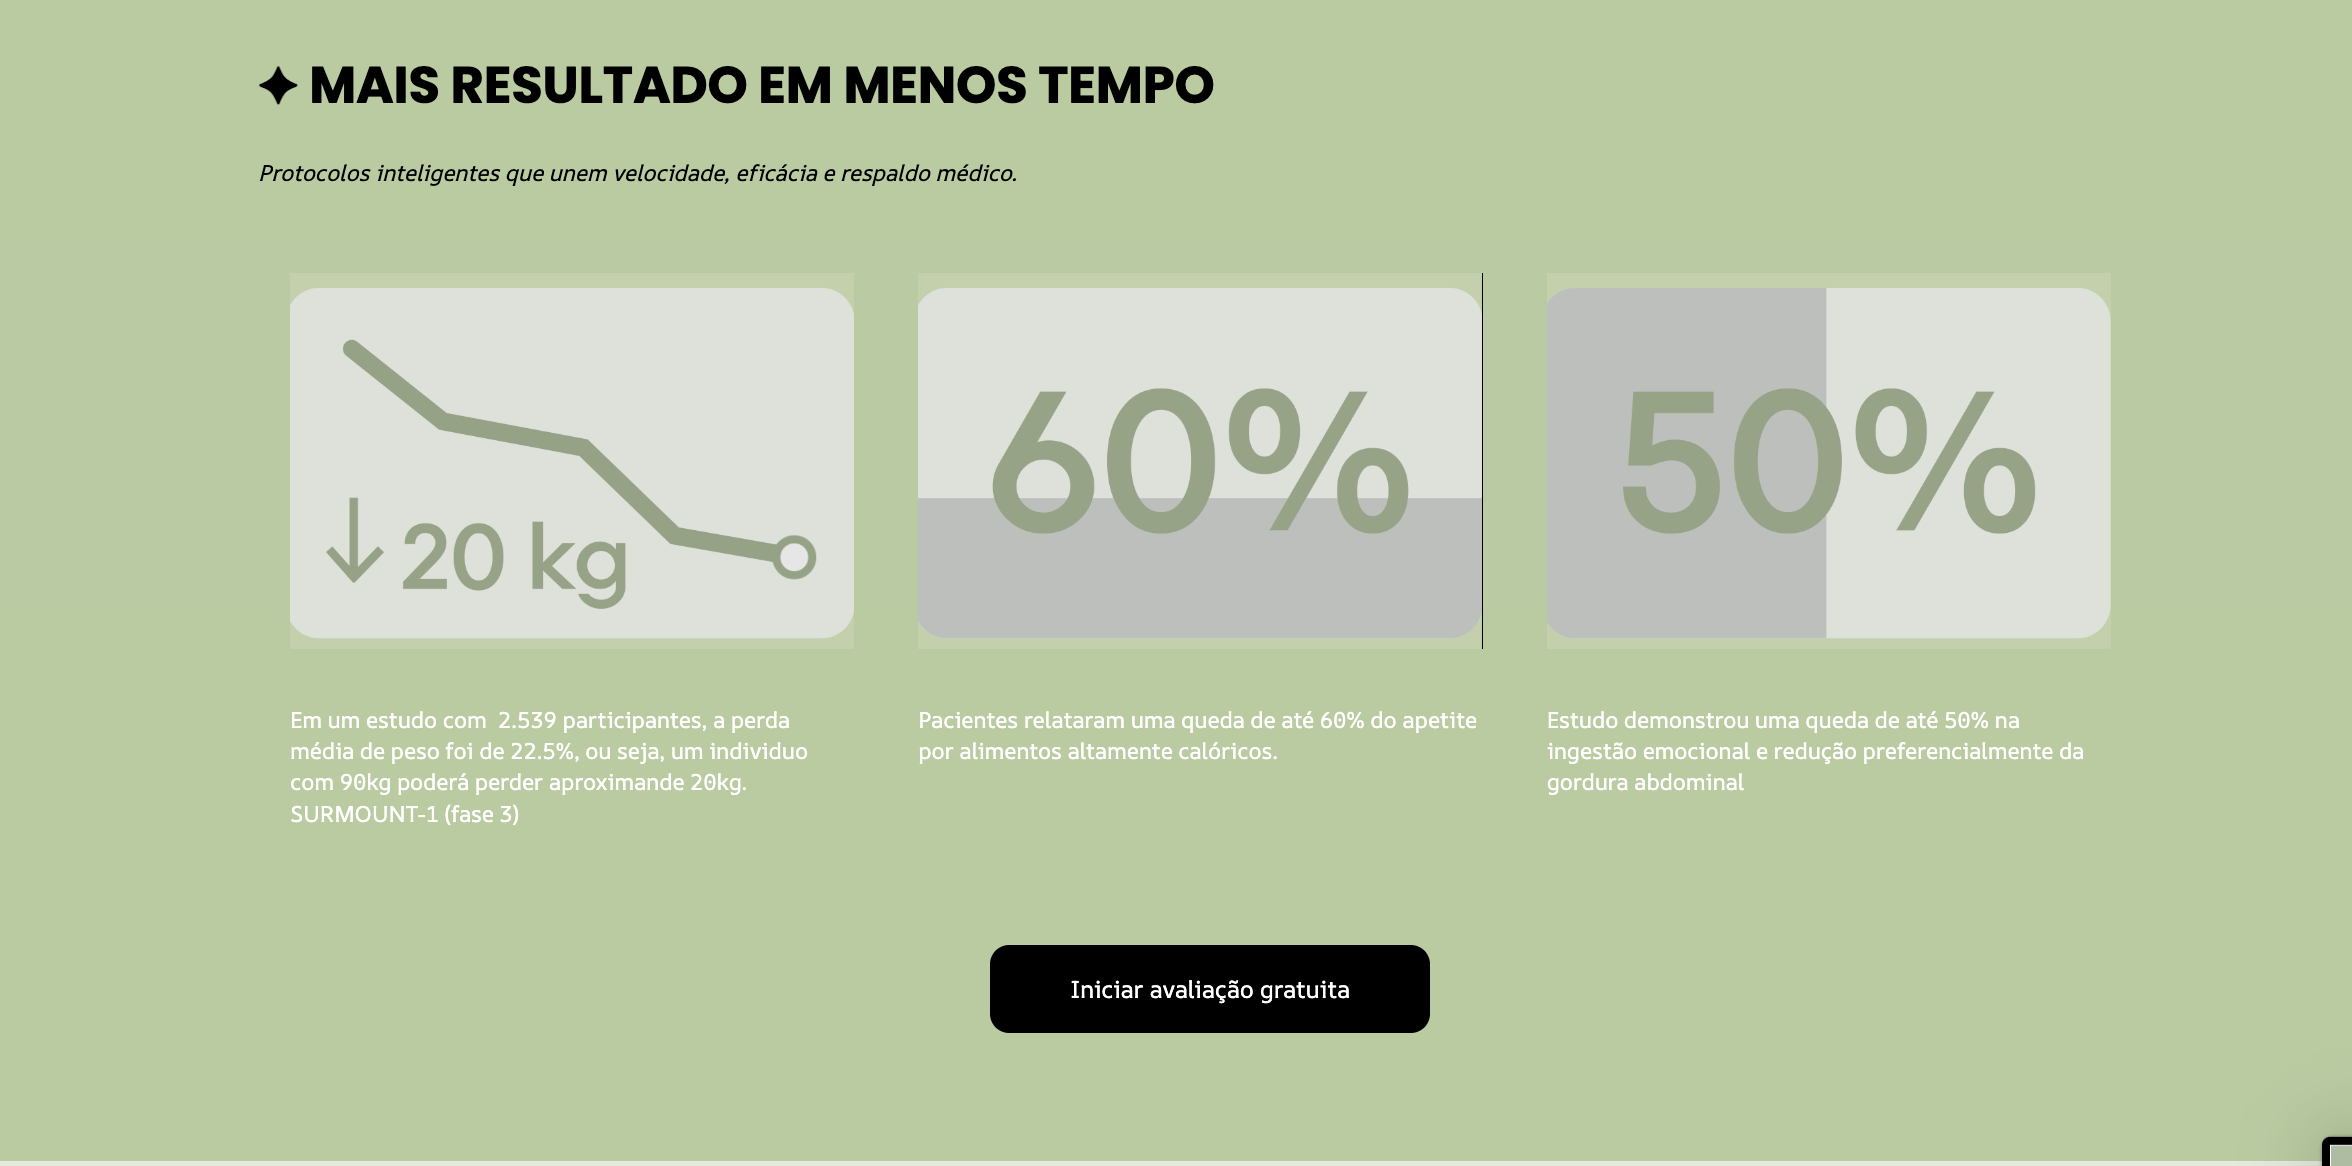 MAIS RESULTADO EM MENOS TEMPO
Protocolos inteligentes que unem velocidade, eficácia e respaldo médico.
20 kg
60%
50%
Em um estudo com  2.539 participantes, a perda
média de peso foi de 22.5%, ou seja, um individuo
com 90kg poderá perder aproximande 20kg.
SURMOUNT-1 (fase 3)
Pacientes relataram uma queda de até 60% do apetite
por alimentos altamente calóricos.
Estudo demonstrou uma queda de até 50% na
ingestão emocional e redução preferencialmente da
gordura abdominal
Iniciar avaliação gratuita